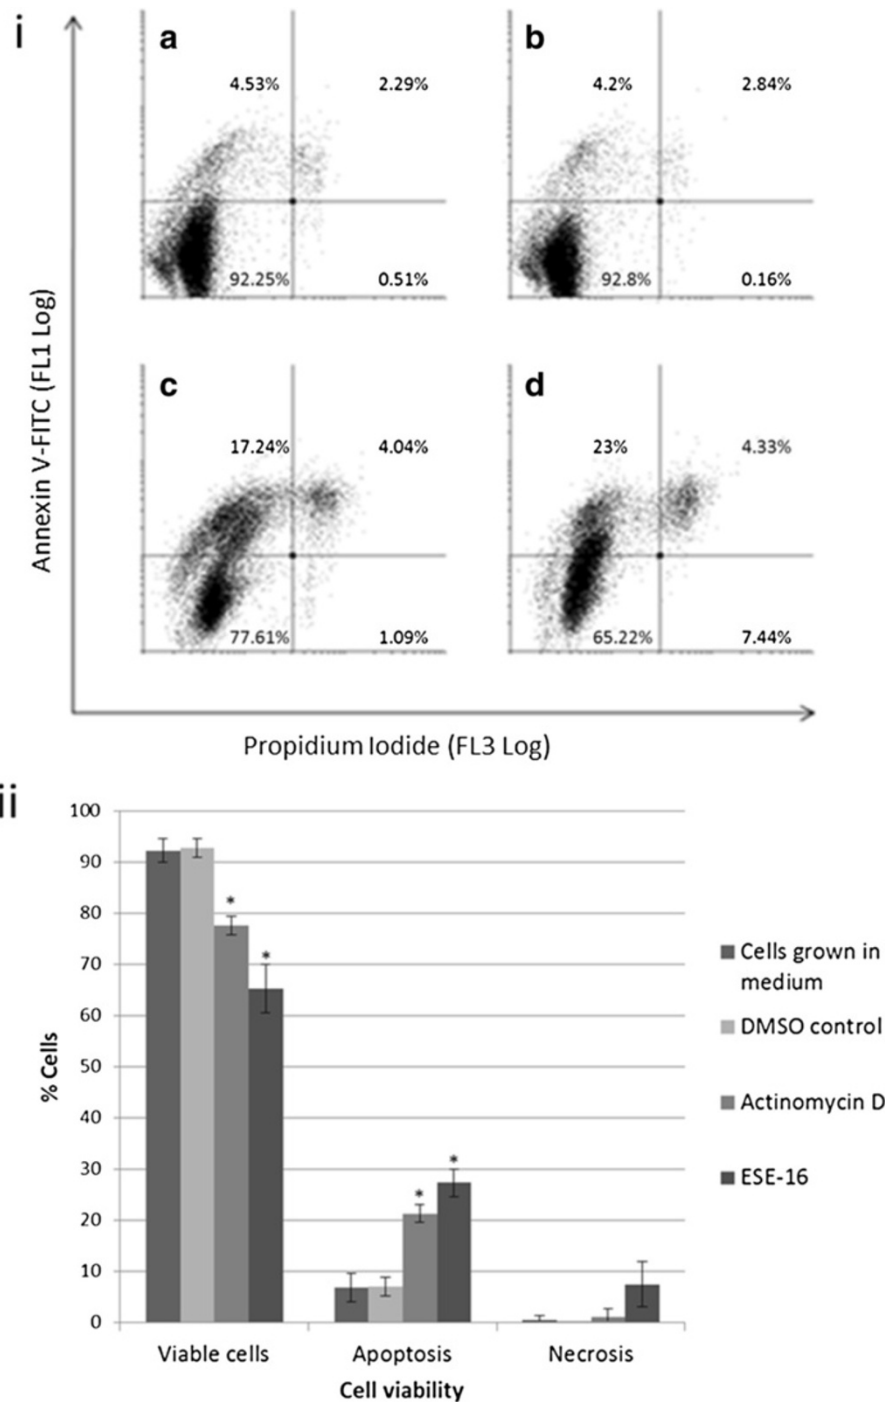 i
a
b
4.53%
2.29%
4.2%
2.84%
92.25%
0.51%
92.8%
0.16%
c
d
17.24%
4.04%
23%
4.33%
77.61%
1.09%
65.22%
7.44%
Annexin V-FITC (FL1 Log)
Propidium Iodide (FL3 Log)
ii
100
90
80
70
60
50
40
30
20
10
0
% Cells
*
*
*
*
Viable cells
Apoptosis
Necrosis
Cell viability
Cells grown in
medium
DMSO control
Actinomycin D
ESE-16